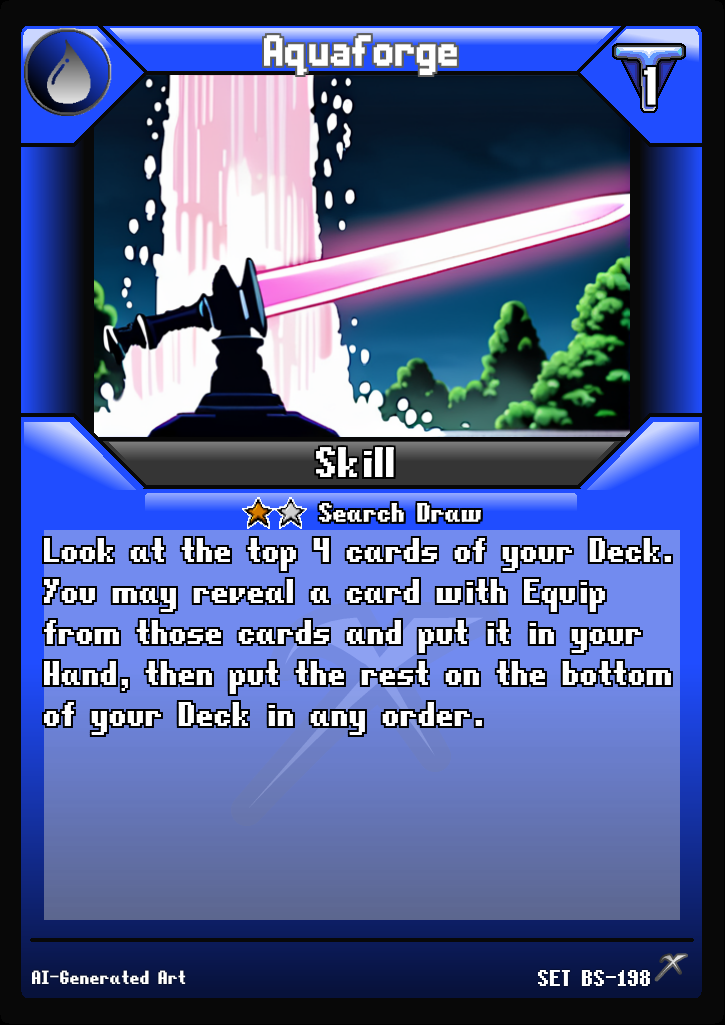 Aquaforge
1
Skill
Search Draw
Look at the top 4 cards of your Deck.
You may reveal a card with Equip
from those cards and put it in your
Hand, then put the rest on the bottom
of your Deck in any order.
AI-Generated Art
SET BS-198